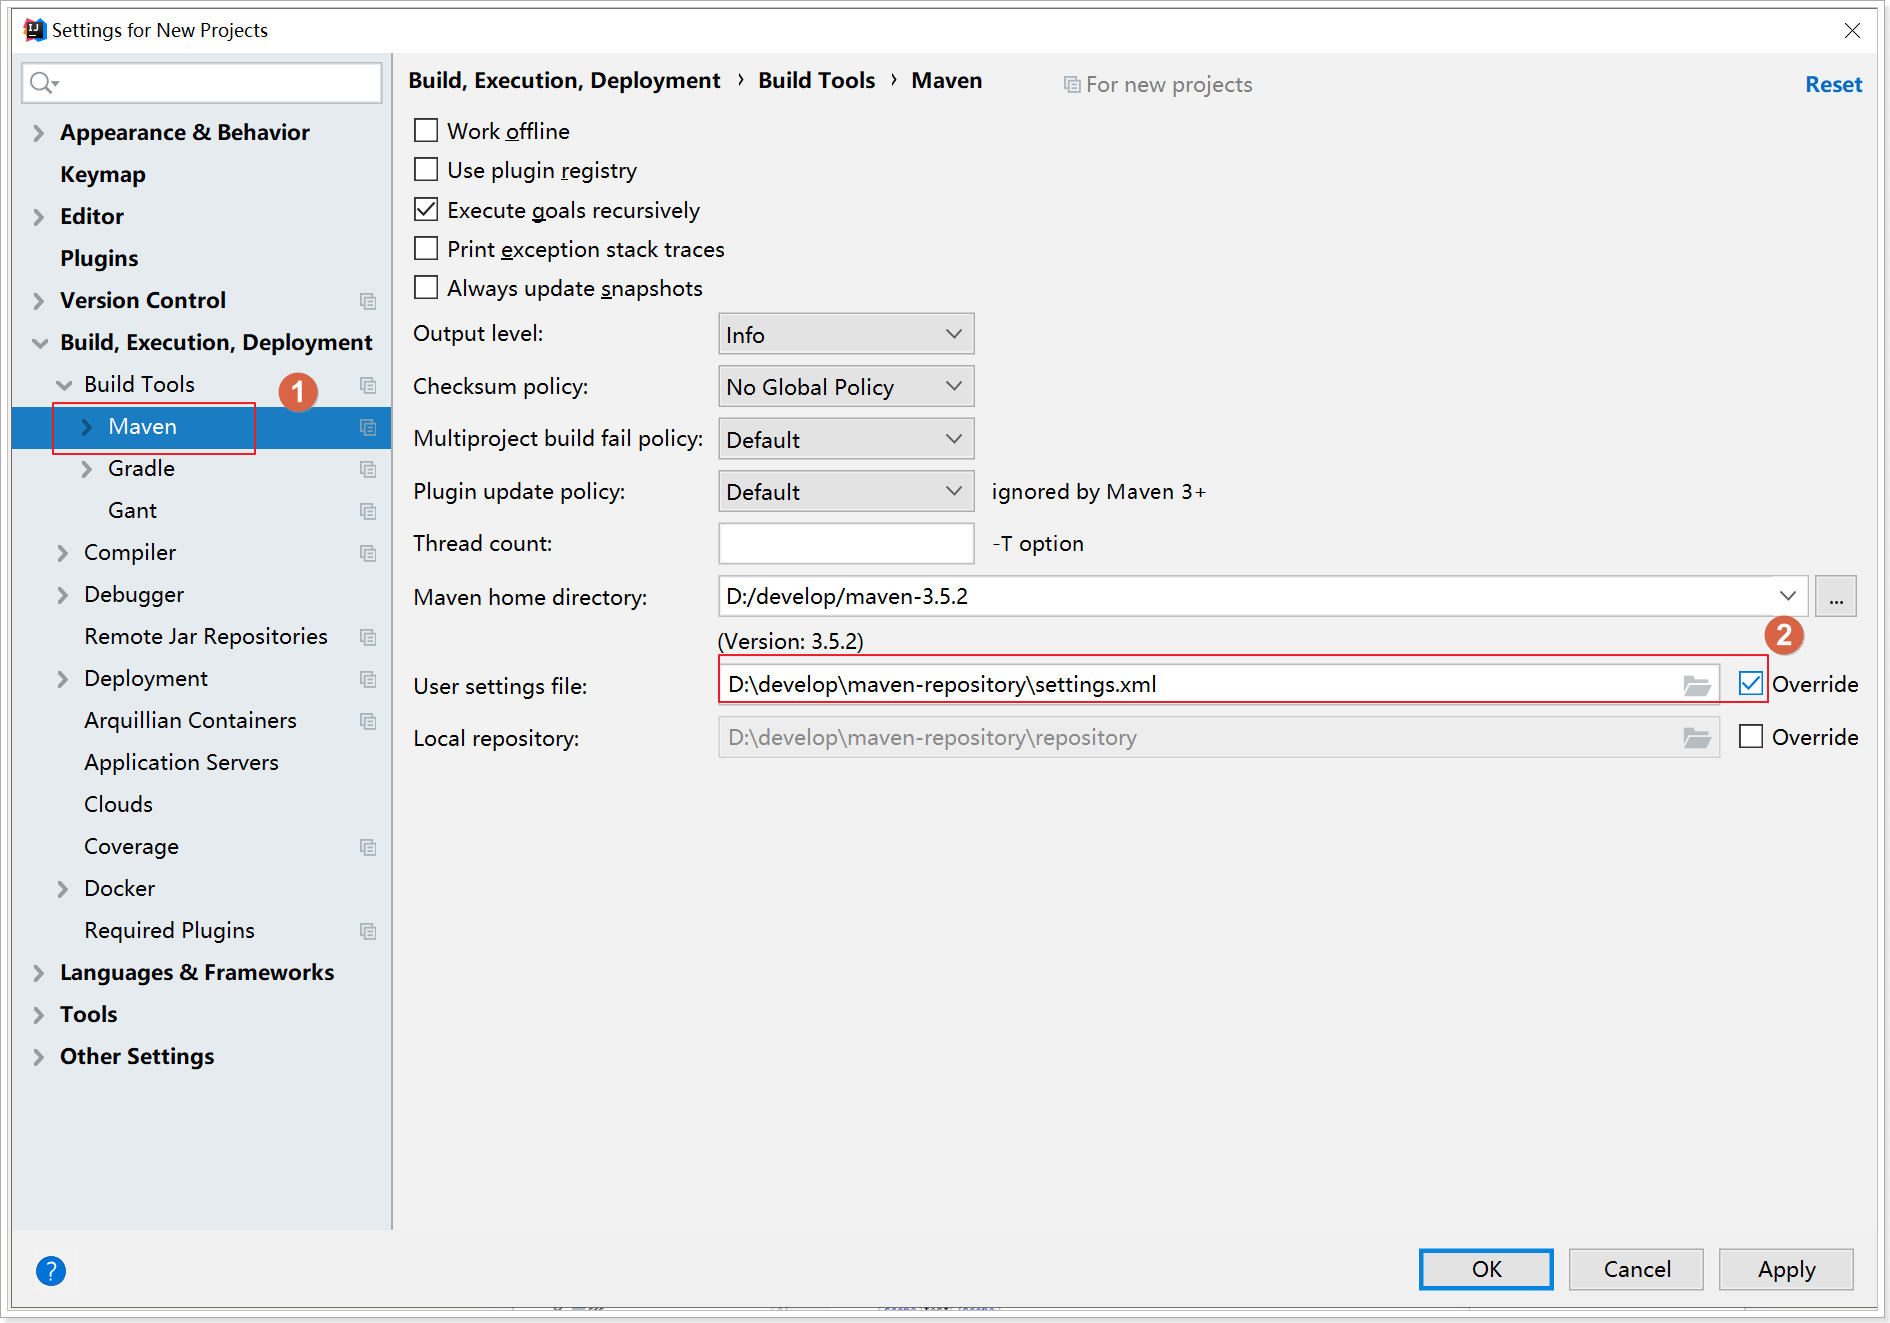 Settings for New Projects
Appearance & Behavior
Keymap
Editor
Plugins
Version Control
Build, Execution, Deployment
Build Tools
1
Maven
Gradle
Gant
Compiler
Debugger
Remote Jar Repositories
Deployment
Arquillian Containers
Application Servers
Clouds
Coverage
Docker
Required Plugins
Languages & Frameworks
Tools
Other Settings
Build, Execution, Deployment › Build Tools › Maven For new projects Reset
Work offline
Use plugin registry
Execute goals recursively
Print exception stack traces
Always update snapshots
Output level: Info
Checksum policy: No Global Policy
Multiproject build fail policy: Default
Plugin update policy: Default ignored by Maven 3+
Thread count: -T option
Maven home directory: D:/develop/maven-3.5.2 ...
(Version: 3.5.2)
2
User settings file: D:\develop\maven-repository\settings.xml Override
Local repository: D:\develop\maven-repository\repository Override
? OK Cancel Apply